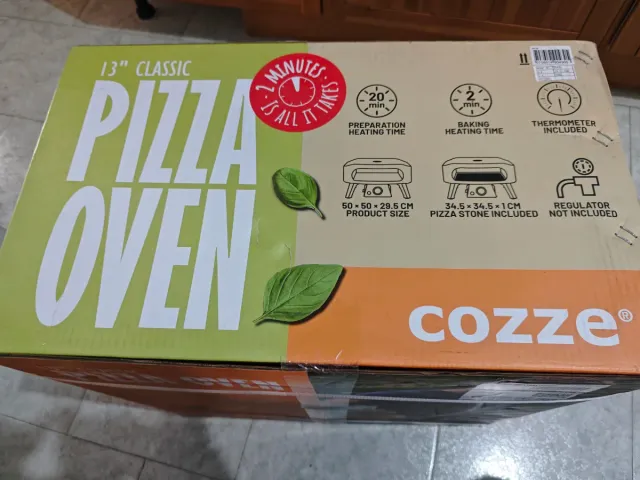 13" CLASSIC
PIZZA
OVEN
2 MINUTES
IS ALL IT TAKES
20
min
PREPARATION
HEATING TIME
2
min
BAKING
HEATING TIME
THERMOMETER
INCLUDED
50 x 50 x 29.5 CM
PRODUCT SIZE
34.5 x 34.5 x 1 CM
PIZZA STONE INCLUDED
REGULATOR
NOT INCLUDED
cozze®
PIZZA OVEN